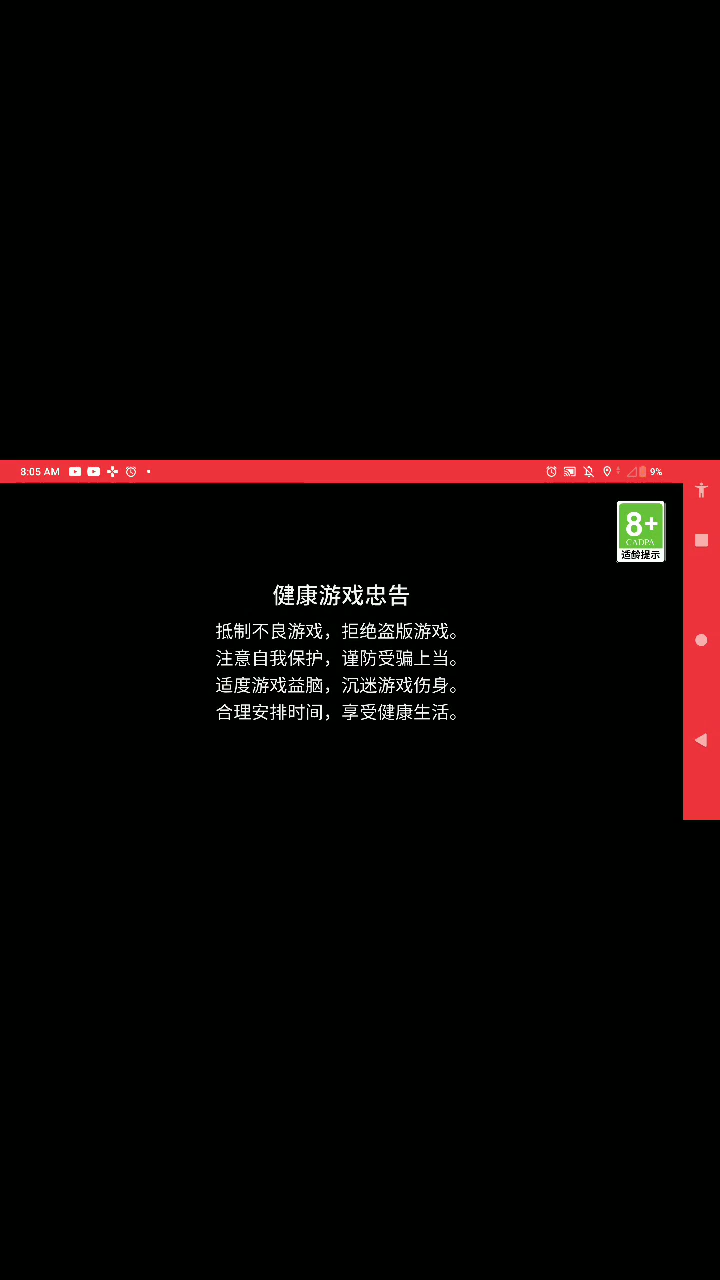 8:05 AM
9%
8+
CADPA
适龄提示
健康游戏忠告
抵制不良游戏，拒绝盗版游戏。
注意自我保护，谨防受骗上当。
适度游戏益脑，沉迷游戏伤身。
合理安排时间，享受健康生活。